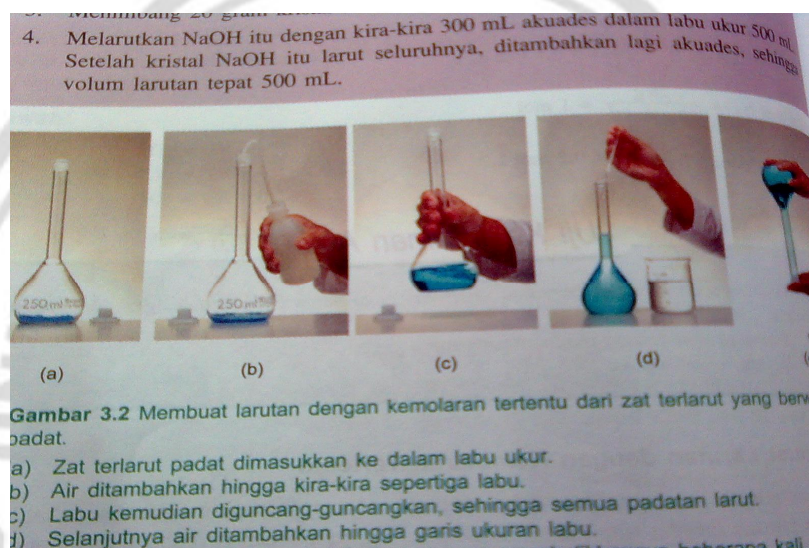 4. Melarutkan NaOH itu dengan kira-kira 300 mL akuades dalam labu ukur 500 mL.
Setelah kristal NaOH itu larut seluruhnya, ditambahkan lagi akuades, sehingga
volum larutan tepat 500 mL.
250 ml
250 ml
(a) (b) (c) (d)
Gambar 3.2 Membuat larutan dengan kemolaran tertentu dari zat terlarut yang
padat.
a) Zat terlarut padat dimasukkan ke dalam labu ukur.
b) Air ditambahkan hingga kira-kira sepertiga labu.
c) Labu kemudian diguncang-guncangkan, sehingga semua padatan larut.
d) Selanjutnya air ditambahkan hingga garis ukuran labu.